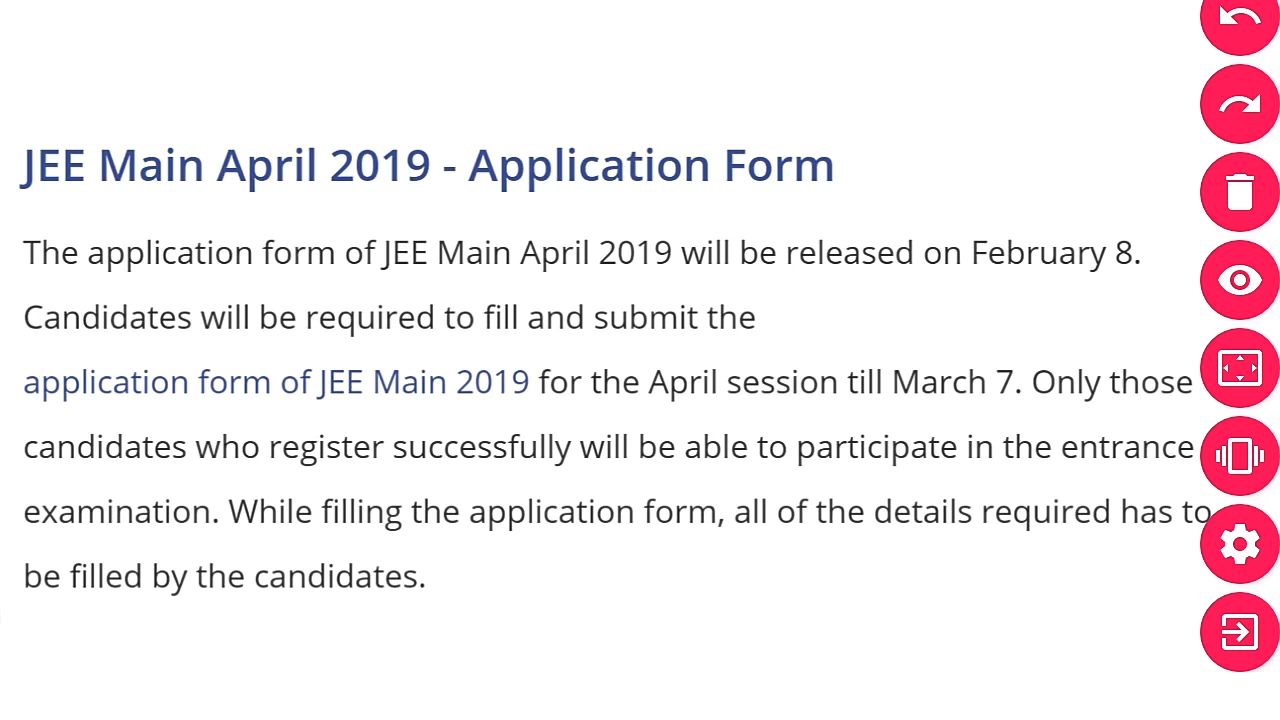 JEE Main April 2019 - Application Form
The application form of JEE Main April 2019 will be released on February 8.
Candidates will be required to fill and submit the
application form of JEE Main 2019 for the April session till March 7. Only those
candidates who register successfully will be able to participate in the entrance
examination. While filling the application form, all of the details required has to
be filled by the candidates.